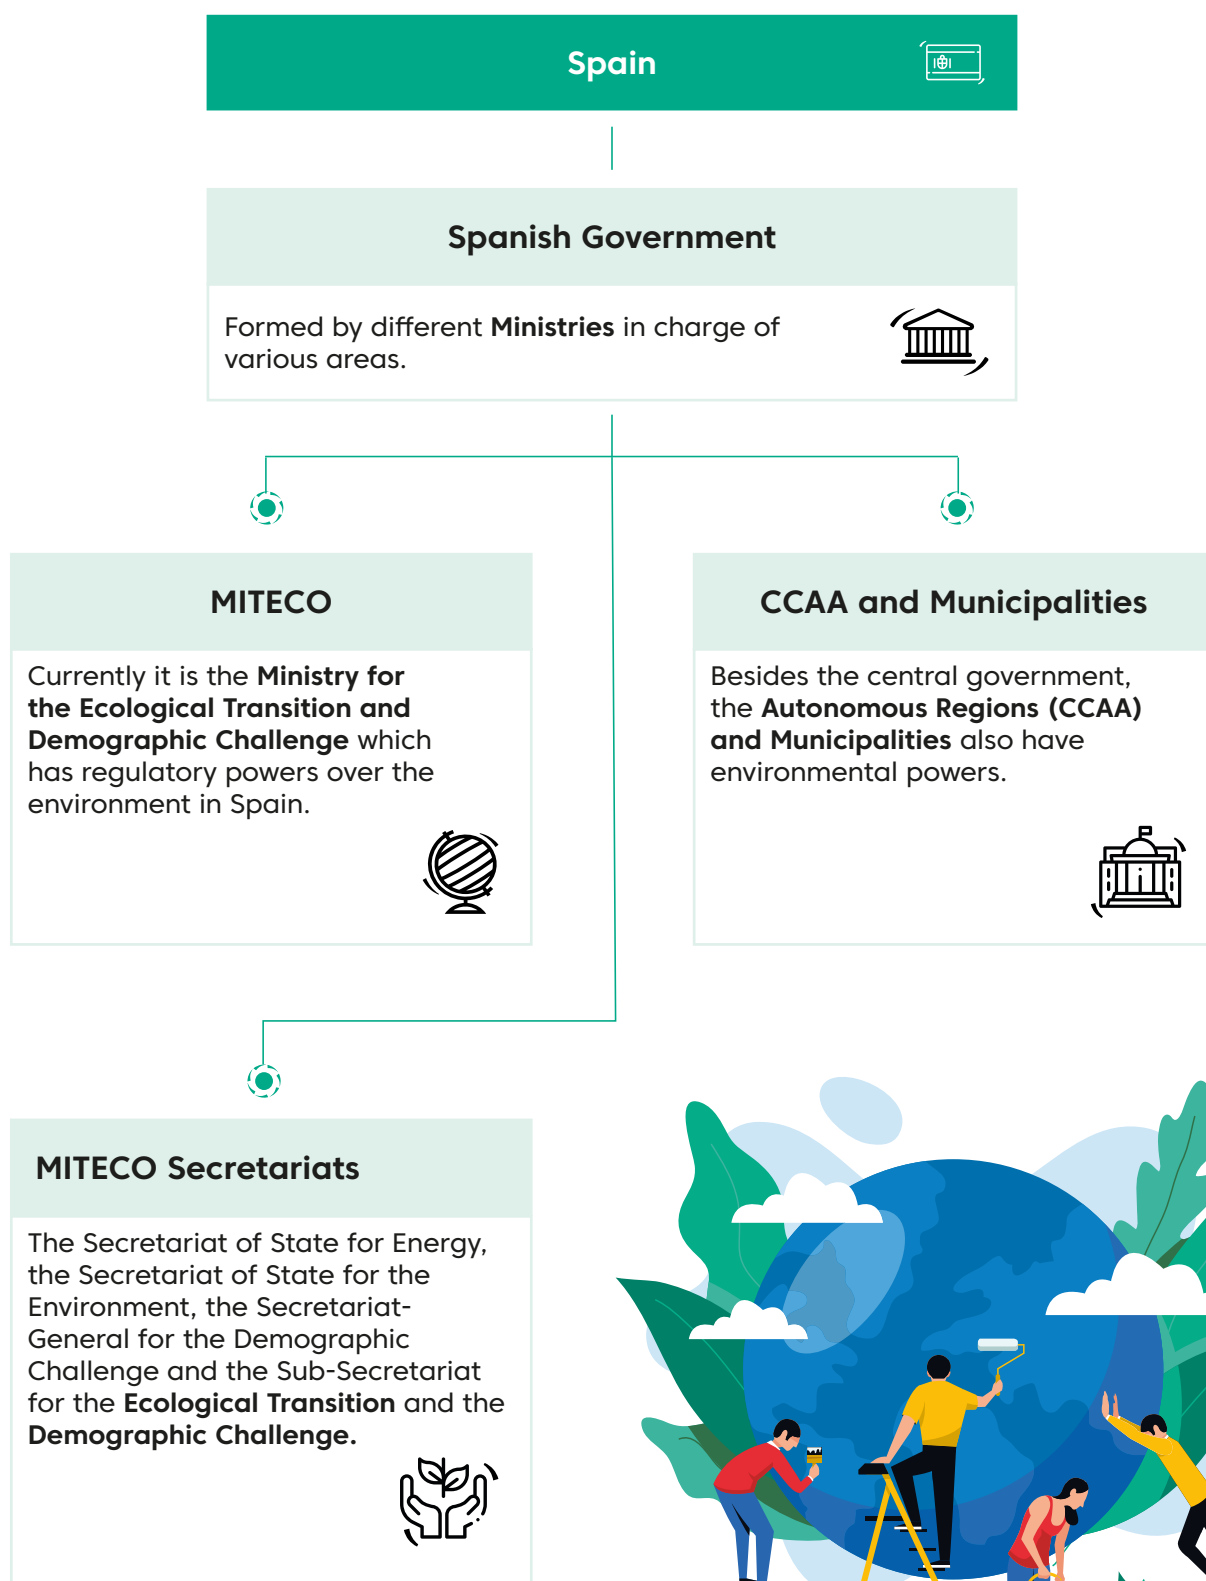 Spain
Spanish Government
Formed by different Ministries in charge of
various areas.
MITECO
Currently it is the Ministry for
the Ecological Transition and
Demographic Challenge which
has regulatory powers over the
environment in Spain.
CCAA and Municipalities
Besides the central government,
the Autonomous Regions (CCAA)
and Municipalities also have
environmental powers.
MITECO Secretariats
The Secretariat of State for Energy,
the Secretariat of State for the
Environment, the Secretariat-
General for the Demographic
Challenge and the Sub-Secretariat
for the Ecological Transition and the
Demographic Challenge.